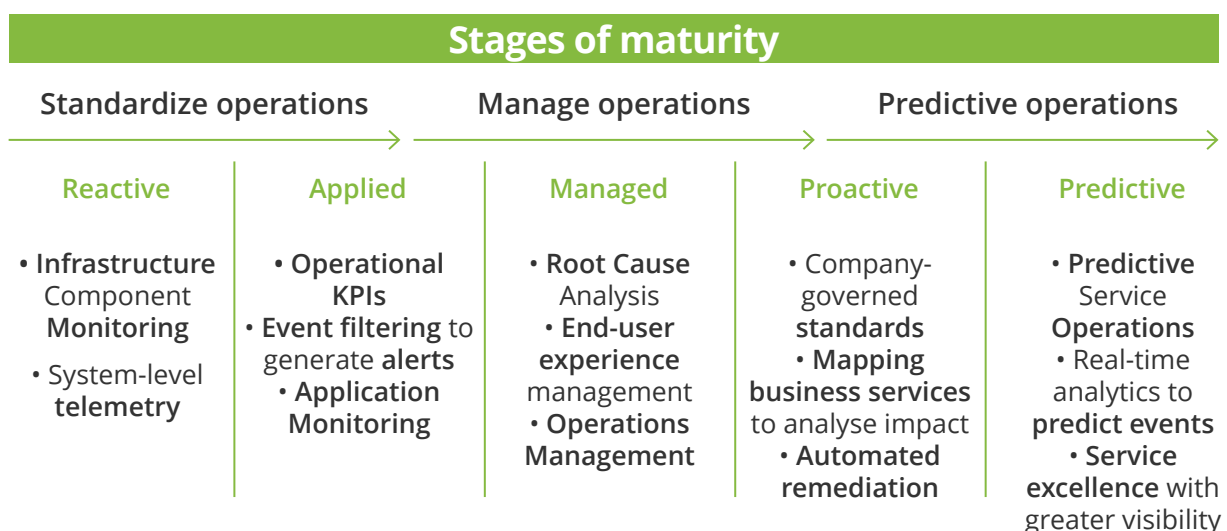 Stages of maturity
Standardize operations
Manage operations
Predictive operations
Reactive
• Infrastructure
Component
Monitoring
• System-level
telemetry
Applied
• Operational
KPIs
• Event filtering to
generate alerts
• Application
Monitoring
Managed
• Root Cause
Analysis
• End-user
experience
management
• Operations
Management
Proactive
• Company-
governed
standards
• Mapping
business services
to analyse impact
• Automated
remediation
Predictive
• Predictive
Service
Operations
• Real-time
analytics to
predict events
• Service
excellence with
greater visibility